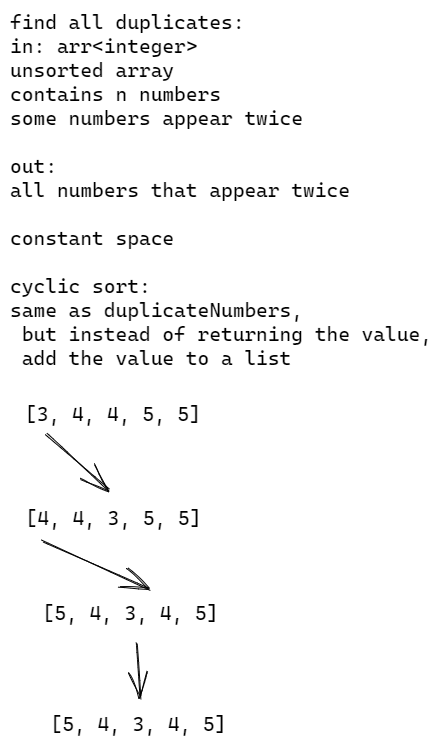 find all duplicates:
in: arr<integer>
unsorted array
contains n numbers
some numbers appear twice
out:
all numbers that appear twice
constant space
cyclic sort:
same as duplicateNumbers,
but instead of returning the value,
add the value to a list
[3, 4, 4, 5, 5]
[4, 4, 3, 5, 5]
[5, 4, 3, 4, 5]
[5, 4, 3, 4, 5]